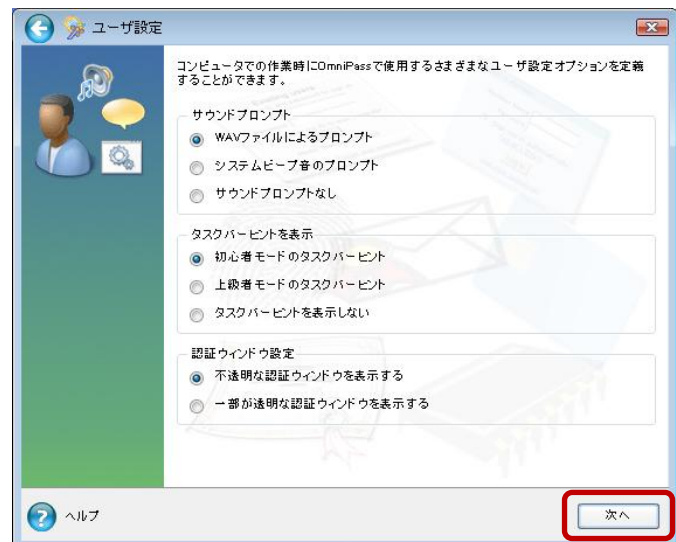 ユーザ設定
コンピュータでの作業時にOmniPassで使用するさまざまなユーザ設定オプションを定義
することができます。
サウンドプロンプト
WAVファイルによるプロンプト
システムビープ音のプロンプト
サウンドプロンプトなし
タスクバーヒントを表示
初心者モードのタスクバーヒント
上級者モードのタスクバーヒント
タスクバーヒントを表示しない
認証ウィンドウ設定
不透明な認証ウィンドウを表示する
一部が透明な認証ウィンドウを表示する
ヘルプ
次へ